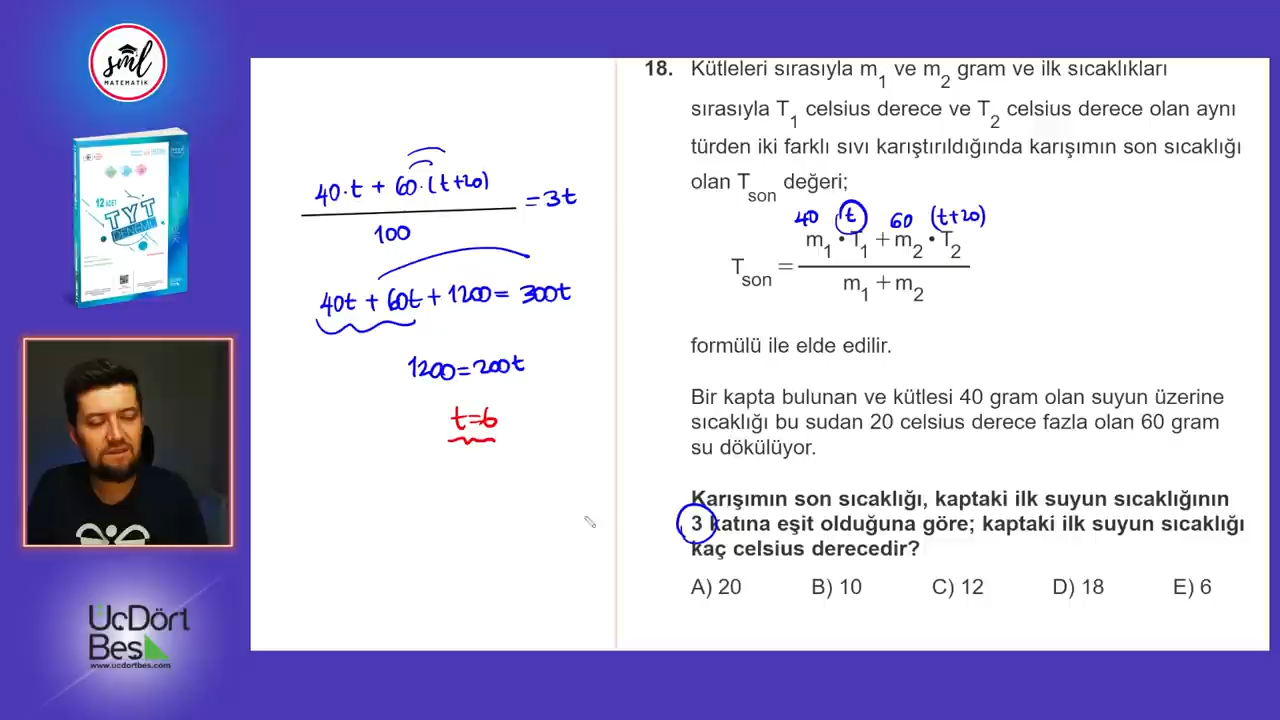 sml
MATEMATİK
12 ADET
TYT
DENEME
ÜçDört
Beş
www.ucdortbes.com
40·t + 60·(t+20)
100
= 3t
40t + 60t + 1200 = 300t
1200 = 200t
t=6
18. Kütleleri sırasıyla m1 ve m2 gram ve ilk sıcaklıkları
sırasıyla T1 celsius derece ve T2 celsius derece olan aynı
türden iki farklı sıvı karıştırıldığında karışımın son sıcaklığı
olan Tson değeri;
40 t 60 (t+20)
Tson = m1 • T1 + m2 • T2
m1 + m2
formülü ile elde edilir.
Bir kapta bulunan ve kütlesi 40 gram olan suyun üzerine
sıcaklığı bu sudan 20 celsius derece fazla olan 60 gram
su dökülüyor.
Karışımın son sıcaklığı, kaptaki ilk suyun sıcaklığının
3 katına eşit olduğuna göre; kaptaki ilk suyun sıcaklığı
kaç celsius derecedir?
A) 20 B) 10 C) 12 D) 18 E) 6